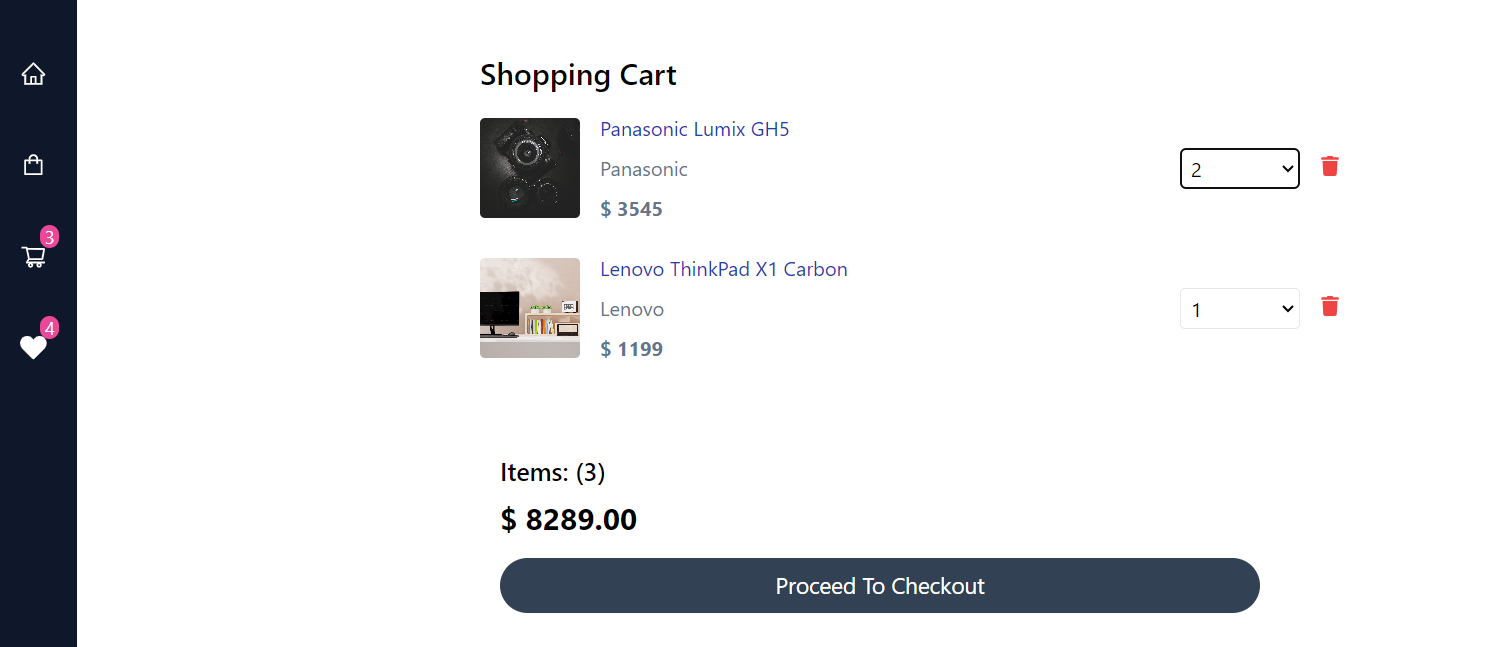 Shopping Cart
Panasonic Lumix GH5
Panasonic
2
$ 3545
3
Lenovo ThinkPad X1 Carbon
Lenovo
1
4
$ 1199
Items: (3)
$ 8289.00
Proceed To Checkout